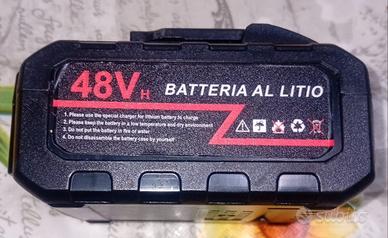 48V H BATTERIA AL LITIO
1. Please use the special charger for lithium battery to charge
2. Please keep the battery in a low temperature and dry environment
3. Do not put the battery in fire or water
4. Do not disassemble the battery case by yourself
subito